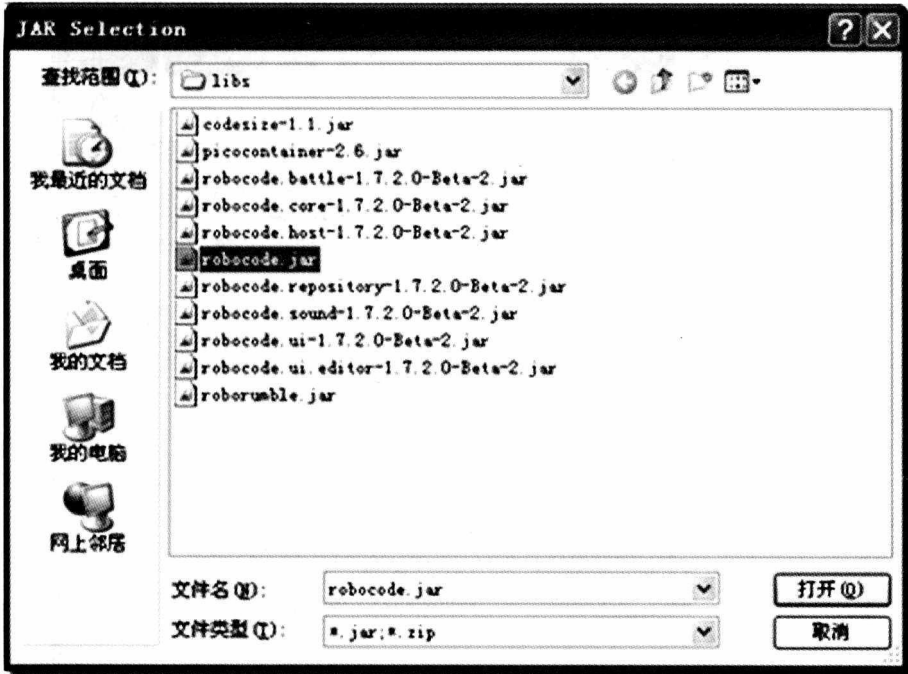 JAR Selection
查找范围(I):
libs
我最近的文档
桌面
我的文档
我的电脑
网上邻居
codesize-1.1.jar
picocontainer-2.6.jar
robocode.battle-1.7.2.0-Beta-2.jar
robocode.core-1.7.2.0-Beta-2.jar
robocode.host-1.7.2.0-Beta-2.jar
robocode.jar
robocode.repository-1.7.2.0-Beta-2.jar
robocode.sound-1.7.2.0-Beta-2.jar
robocode.ui-1.7.2.0-Beta-2.jar
robocode.ui.editor-1.7.2.0-Beta-2.jar
roborumble.jar
文件名(N):
robocode.jar
打开(O)
文件类型(T):
*.jar;*.zip
取消